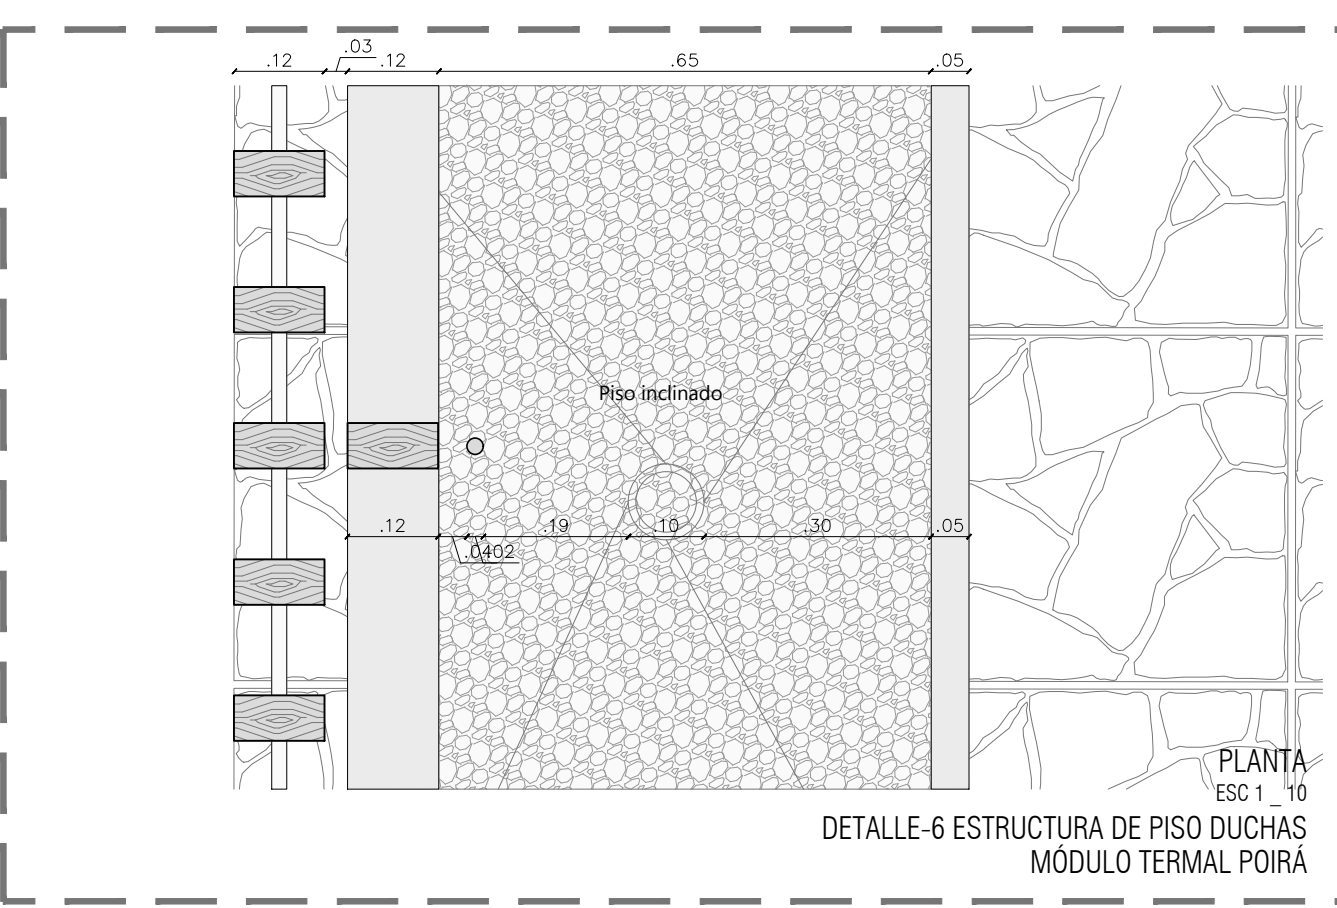 .03
.12 .12 .65 .05
Piso inclinado
.12 .19 .10 .30 .05
.0402
PLANTA
ESC 1 _ 10
DETALLE-6 ESTRUCTURA DE PISO DUCHAS
MÓDULO TERMAL POIRÁ